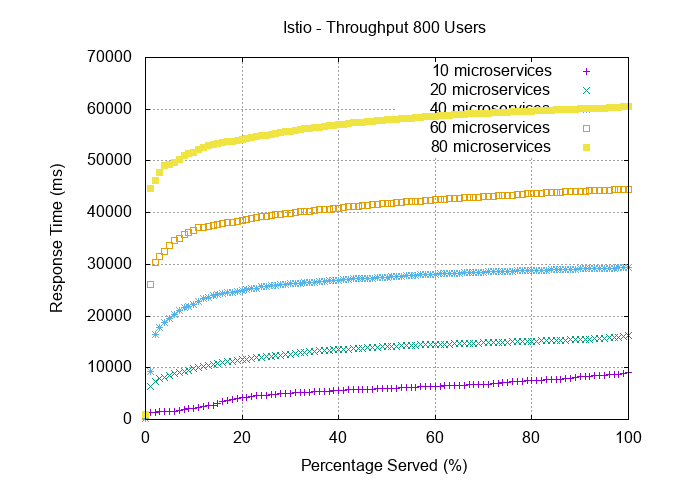 Istio - Throughput 800 Users
70000
60000
50000
40000
30000
20000
10000
0
Response Time (ms)
10 microservices
20 microservices
40 microservices
60 microservices
80 microservices
0 20 40 60 80 100
Percentage Served (%)